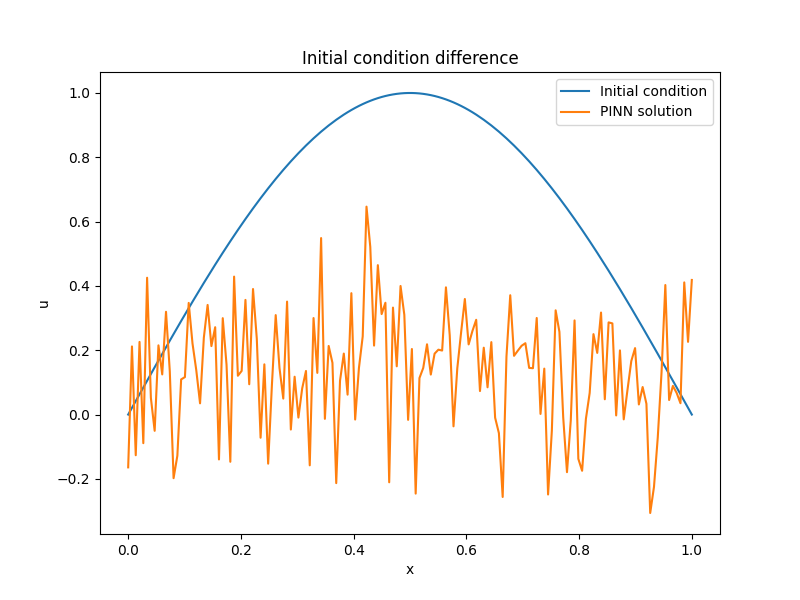 Initial condition difference
Initial condition
PINN solution
1.0
0.8
0.6
0.4
0.2
0.0
−0.2
u
0.0 0.2 0.4 0.6 0.8 1.0
x